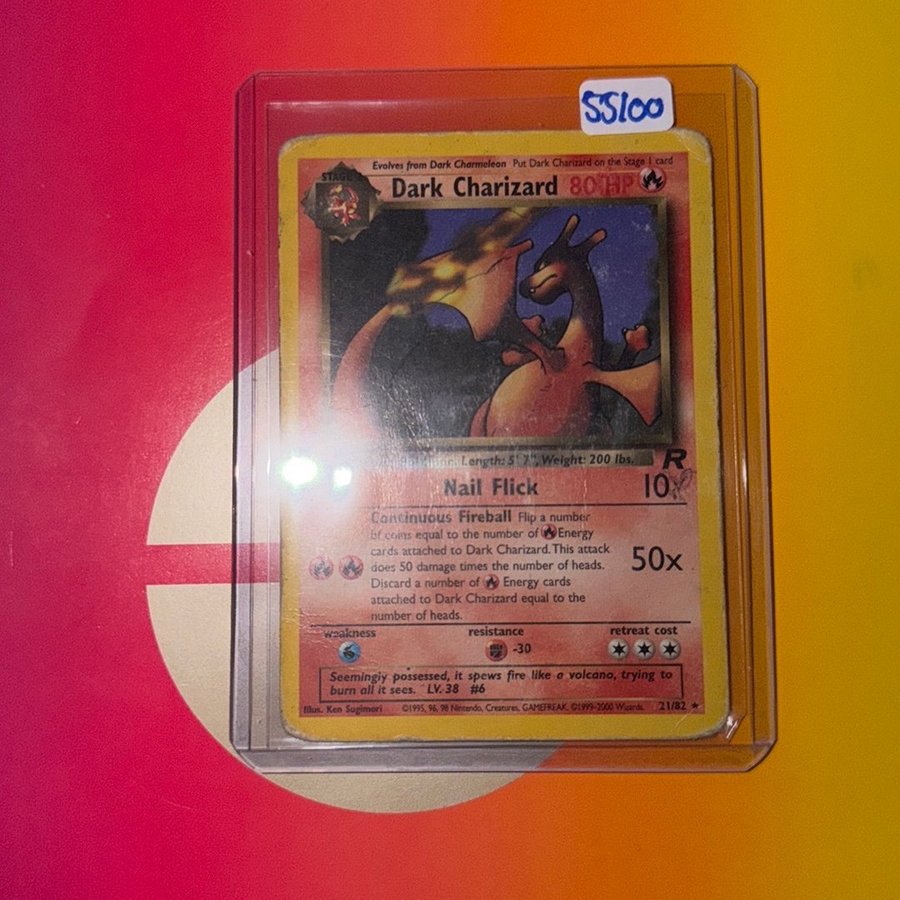 55100
Evolves from Dark Charmeleon Put Dark Charizard on the Stage 1 card
STAGE
Dark Charizard 80 HP
Length: 5' 7", Weight: 200 lbs.
R
Nail Flick 10
Continuous Fireball Flip a number
of coins equal to the number of Energy
cards attached to Dark Charizard. This attack
does 50 damage times the number of heads.
Discard a number of Energy cards
attached to Dark Charizard equal to the
number of heads.
50x
weakness resistance retreat cost
-30
Seemingly possessed, it spews fire like a volcano, trying to
burn all it sees. LV. 38 #6
Illus. Ken Sugimori ©1995, 96, 98 Nintendo, Creatures, GAMEFREAK. ©1999-2000 Wizards. 21/82